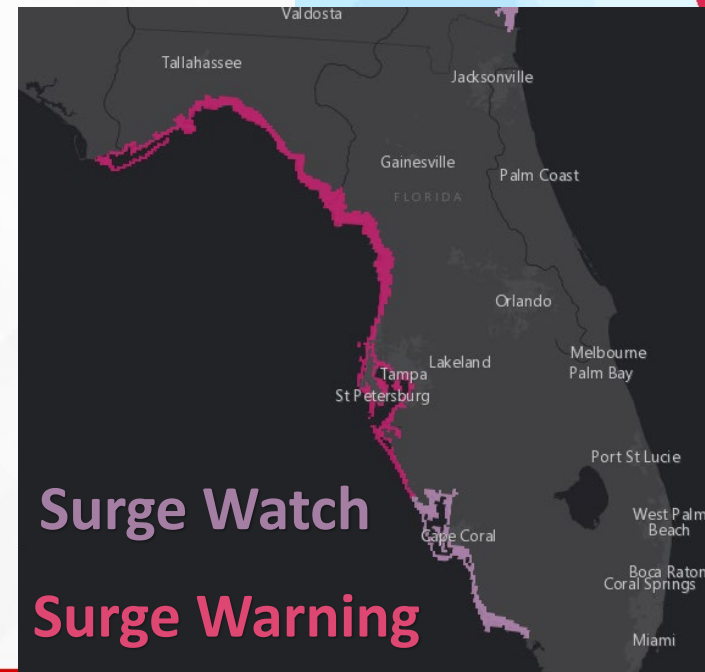 Valdosta
Tallahassee
Jacksonville
Gainesville
Palm Coast
FLORIDA
Orlando
Melbourne
Lakeland
Palm Bay
Tampa
St Petersburg
Port St Lucie
Surge Watch
West Palm
Beach
Cape Coral
Boca Raton
Coral Springs
Surge Warning
Miami